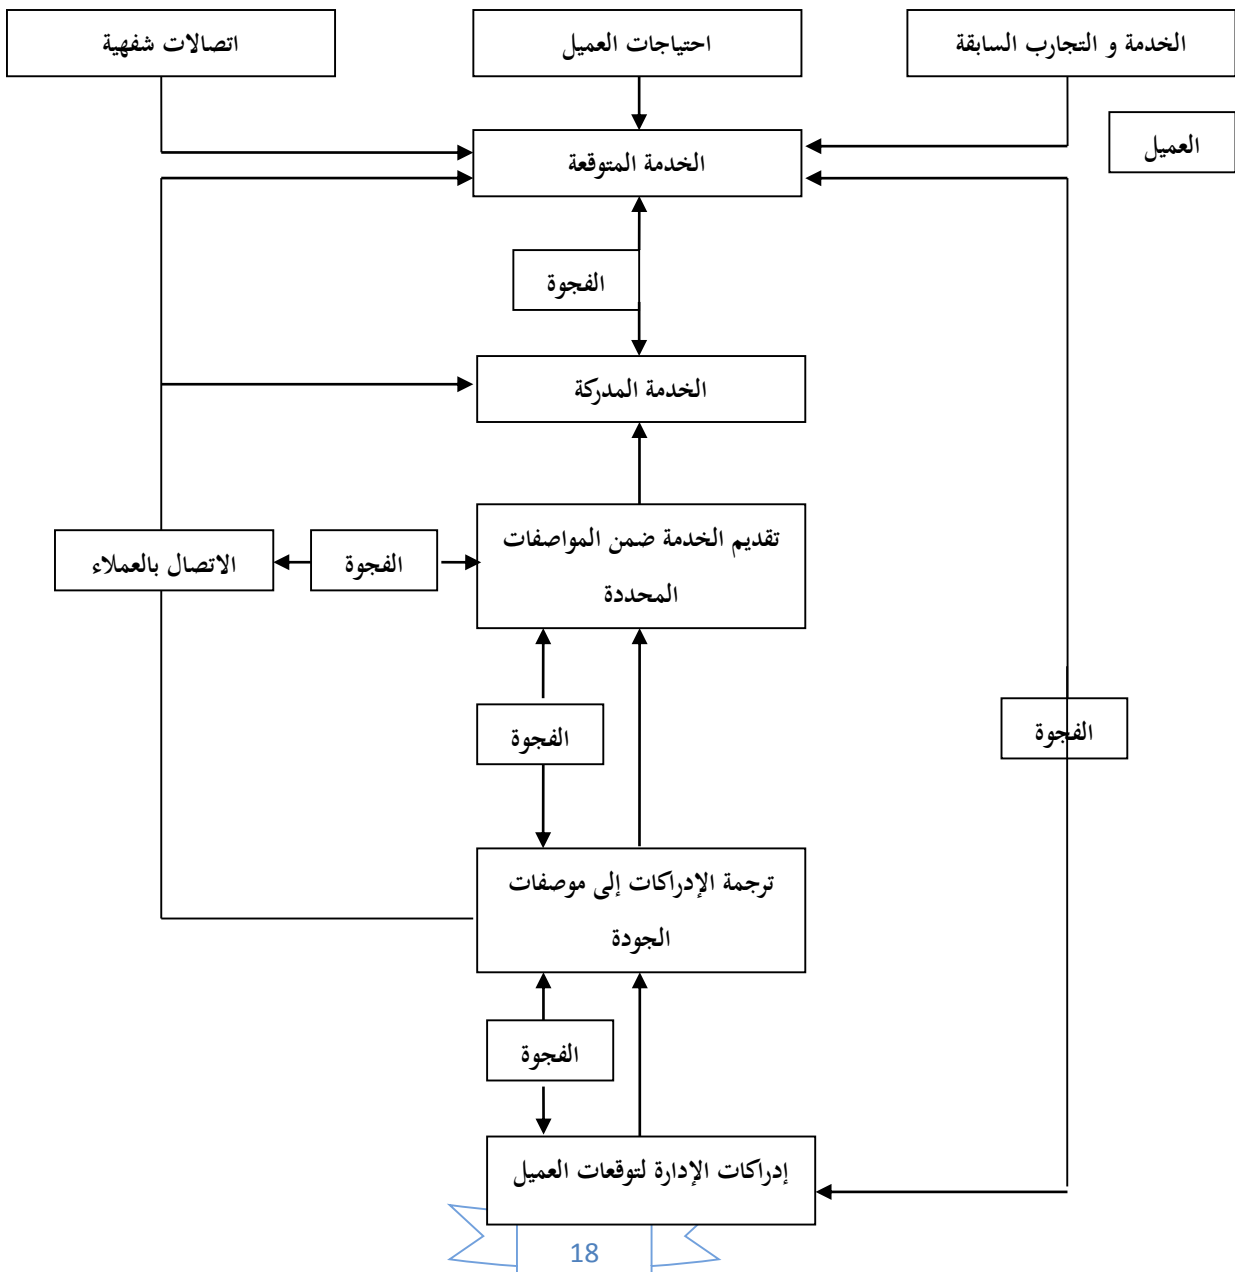 الخدمة و التجارب السابقة
احتياجات العميل
اتصالات شفهية
العميل
الخدمة المتوقعة
الفجوة
الخدمة المدركة
تقديم الخدمة ضمن المواصفات
المحددة
الفجوة
الاتصال بالعملاء
الفجوة
الفجوة
ترجمة الإدراكات إلى موصفات
الجودة
الفجوة
إدراكات الإدارة لتوقعات العميل
18